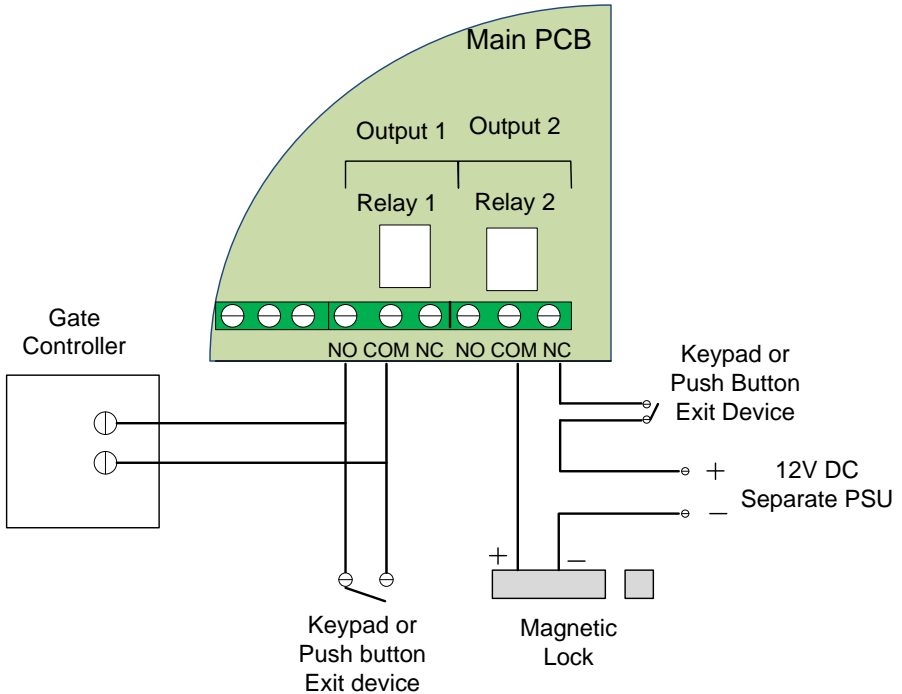 Main PCB
Output 1
Output 2
Relay 1
Relay 2
NO COM NC NO COM NC
Gate
Controller
Keypad or
Push Button
Exit Device
+
12V DC
–
Separate PSU
+
–
Keypad or
Push button
Exit device
Magnetic
Lock